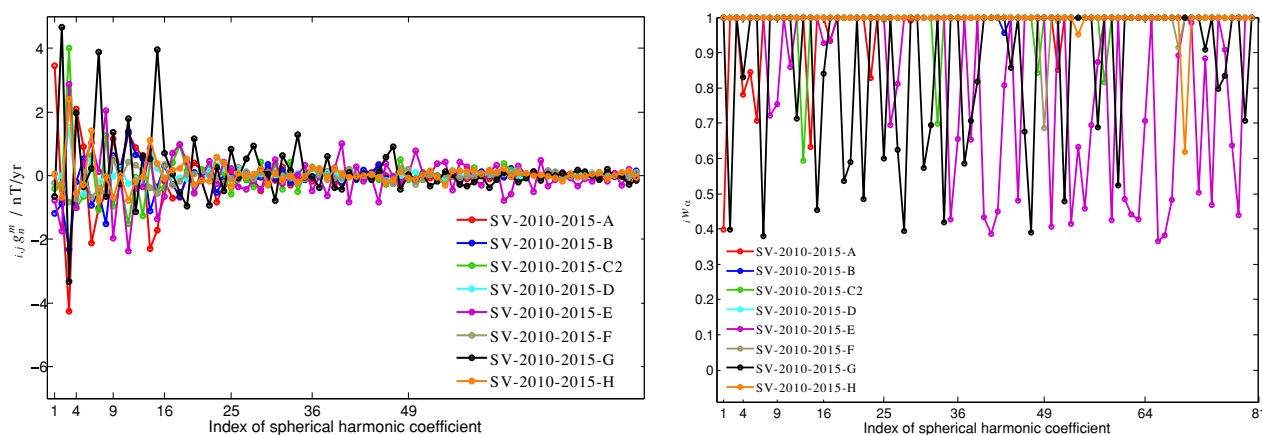 4
2
0
−2
−4
−6
i,j g_n^m / nT/yr
SV-2010-2015-A
SV-2010-2015-B
SV-2010-2015-C2
SV-2010-2015-D
SV-2010-2015-E
SV-2010-2015-F
SV-2010-2015-G
SV-2010-2015-H
1 4 9 16 25 36 49
Index of spherical harmonic coefficient
1
0.9
0.8
0.7
0.6
0.5
0.4
0.3
0.2
0.1
0
i w_α
SV-2010-2015-A
SV-2010-2015-B
SV-2010-2015-C2
SV-2010-2015-D
SV-2010-2015-E
SV-2010-2015-F
SV-2010-2015-G
SV-2010-2015-H
1 4 9 16 25 36 49 64 81
Index of spherical harmonic coefficient